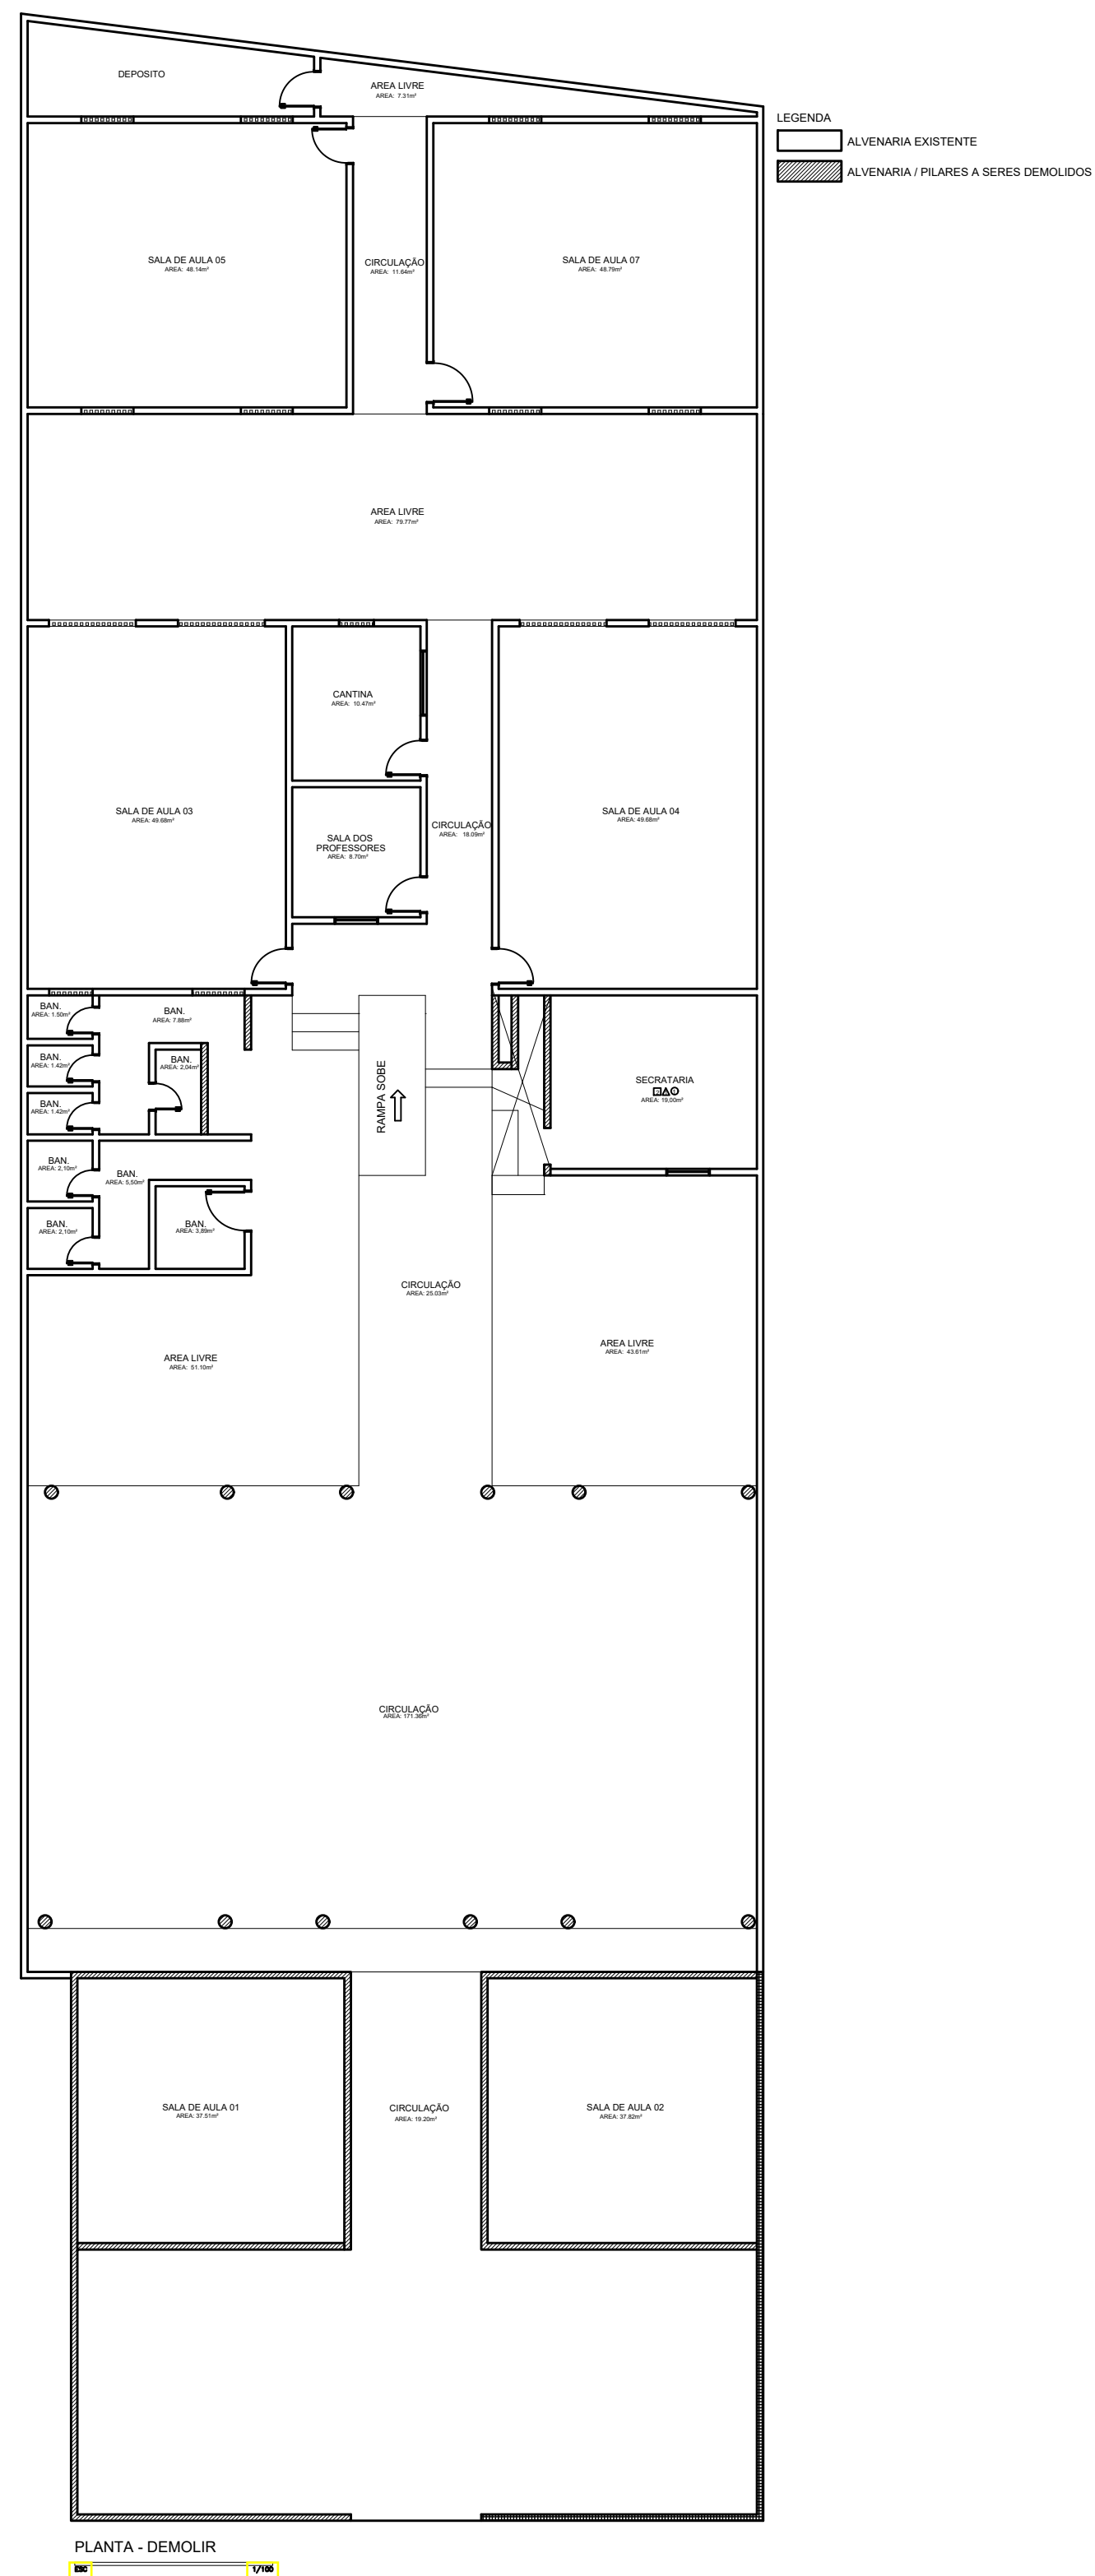 DEPOSITO
AREA LIVRE
AREA: 7.31m²
LEGENDA
ALVENARIA EXISTENTE
ALVENARIA / PILARES A SERES DEMOLIDOS
SALA DE AULA 05
AREA: 48.14m²
CIRCULAÇÃO
AREA: 11.64m²
SALA DE AULA 07
AREA: 48.79m²
AREA LIVRE
AREA: 79.77m²
CANTINA
AREA: 10.47m²
SALA DE AULA 03
AREA: 49.68m²
SALA DOS
PROFESSORES
AREA: 8.70m²
CIRCULAÇÃO
AREA: 18.09m²
SALA DE AULA 04
AREA: 49.68m²
BAN.
AREA: 1.50m²
BAN.
AREA: 7.88m²
BAN.
AREA: 1.42m²
BAN.
AREA: 2,04m²
BAN.
AREA: 1.42m²
RAMPA SOBE
SECRATARIA
AREA: 19,00m²
BAN.
AREA: 2,10m²
BAN.
AREA: 5,50m²
BAN.
AREA: 2,10m²
BAN.
AREA: 3,89m²
CIRCULAÇÃO
AREA: 25.03m²
AREA LIVRE
AREA: 51.10m²
AREA LIVRE
AREA: 43.61m²
CIRCULAÇÃO
AREA: 171.36m²
SALA DE AULA 01
AREA: 37.51m²
CIRCULAÇÃO
AREA: 19.20m²
SALA DE AULA 02
AREA: 37.82m²
PLANTA - DEMOLIR
ESC 1/100